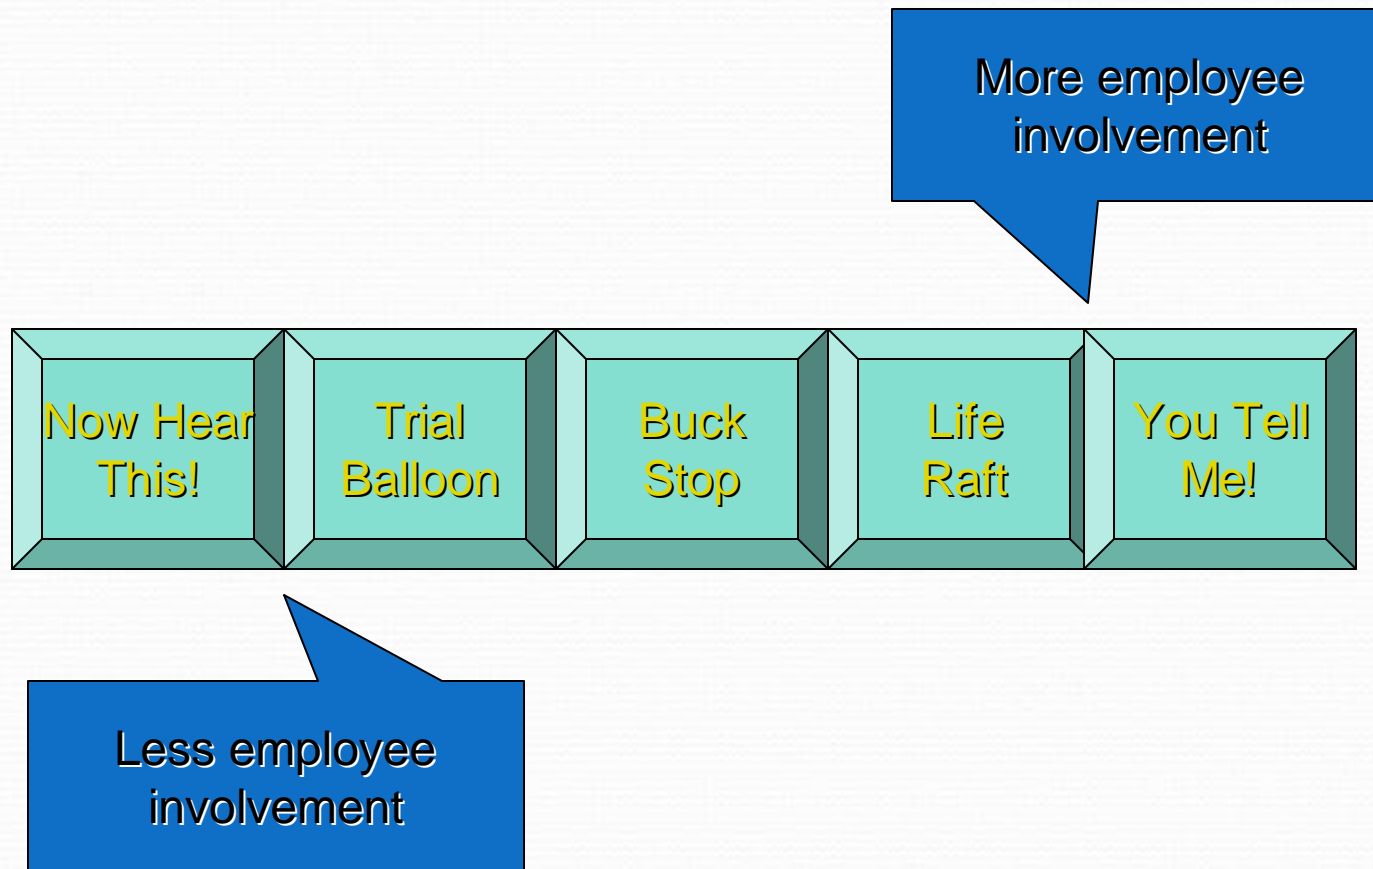 More employee
involvement
Now Hear
This!
Trial
Balloon
Buck
Stop
Life
Raft
You Tell
Me!
Less employee
involvement